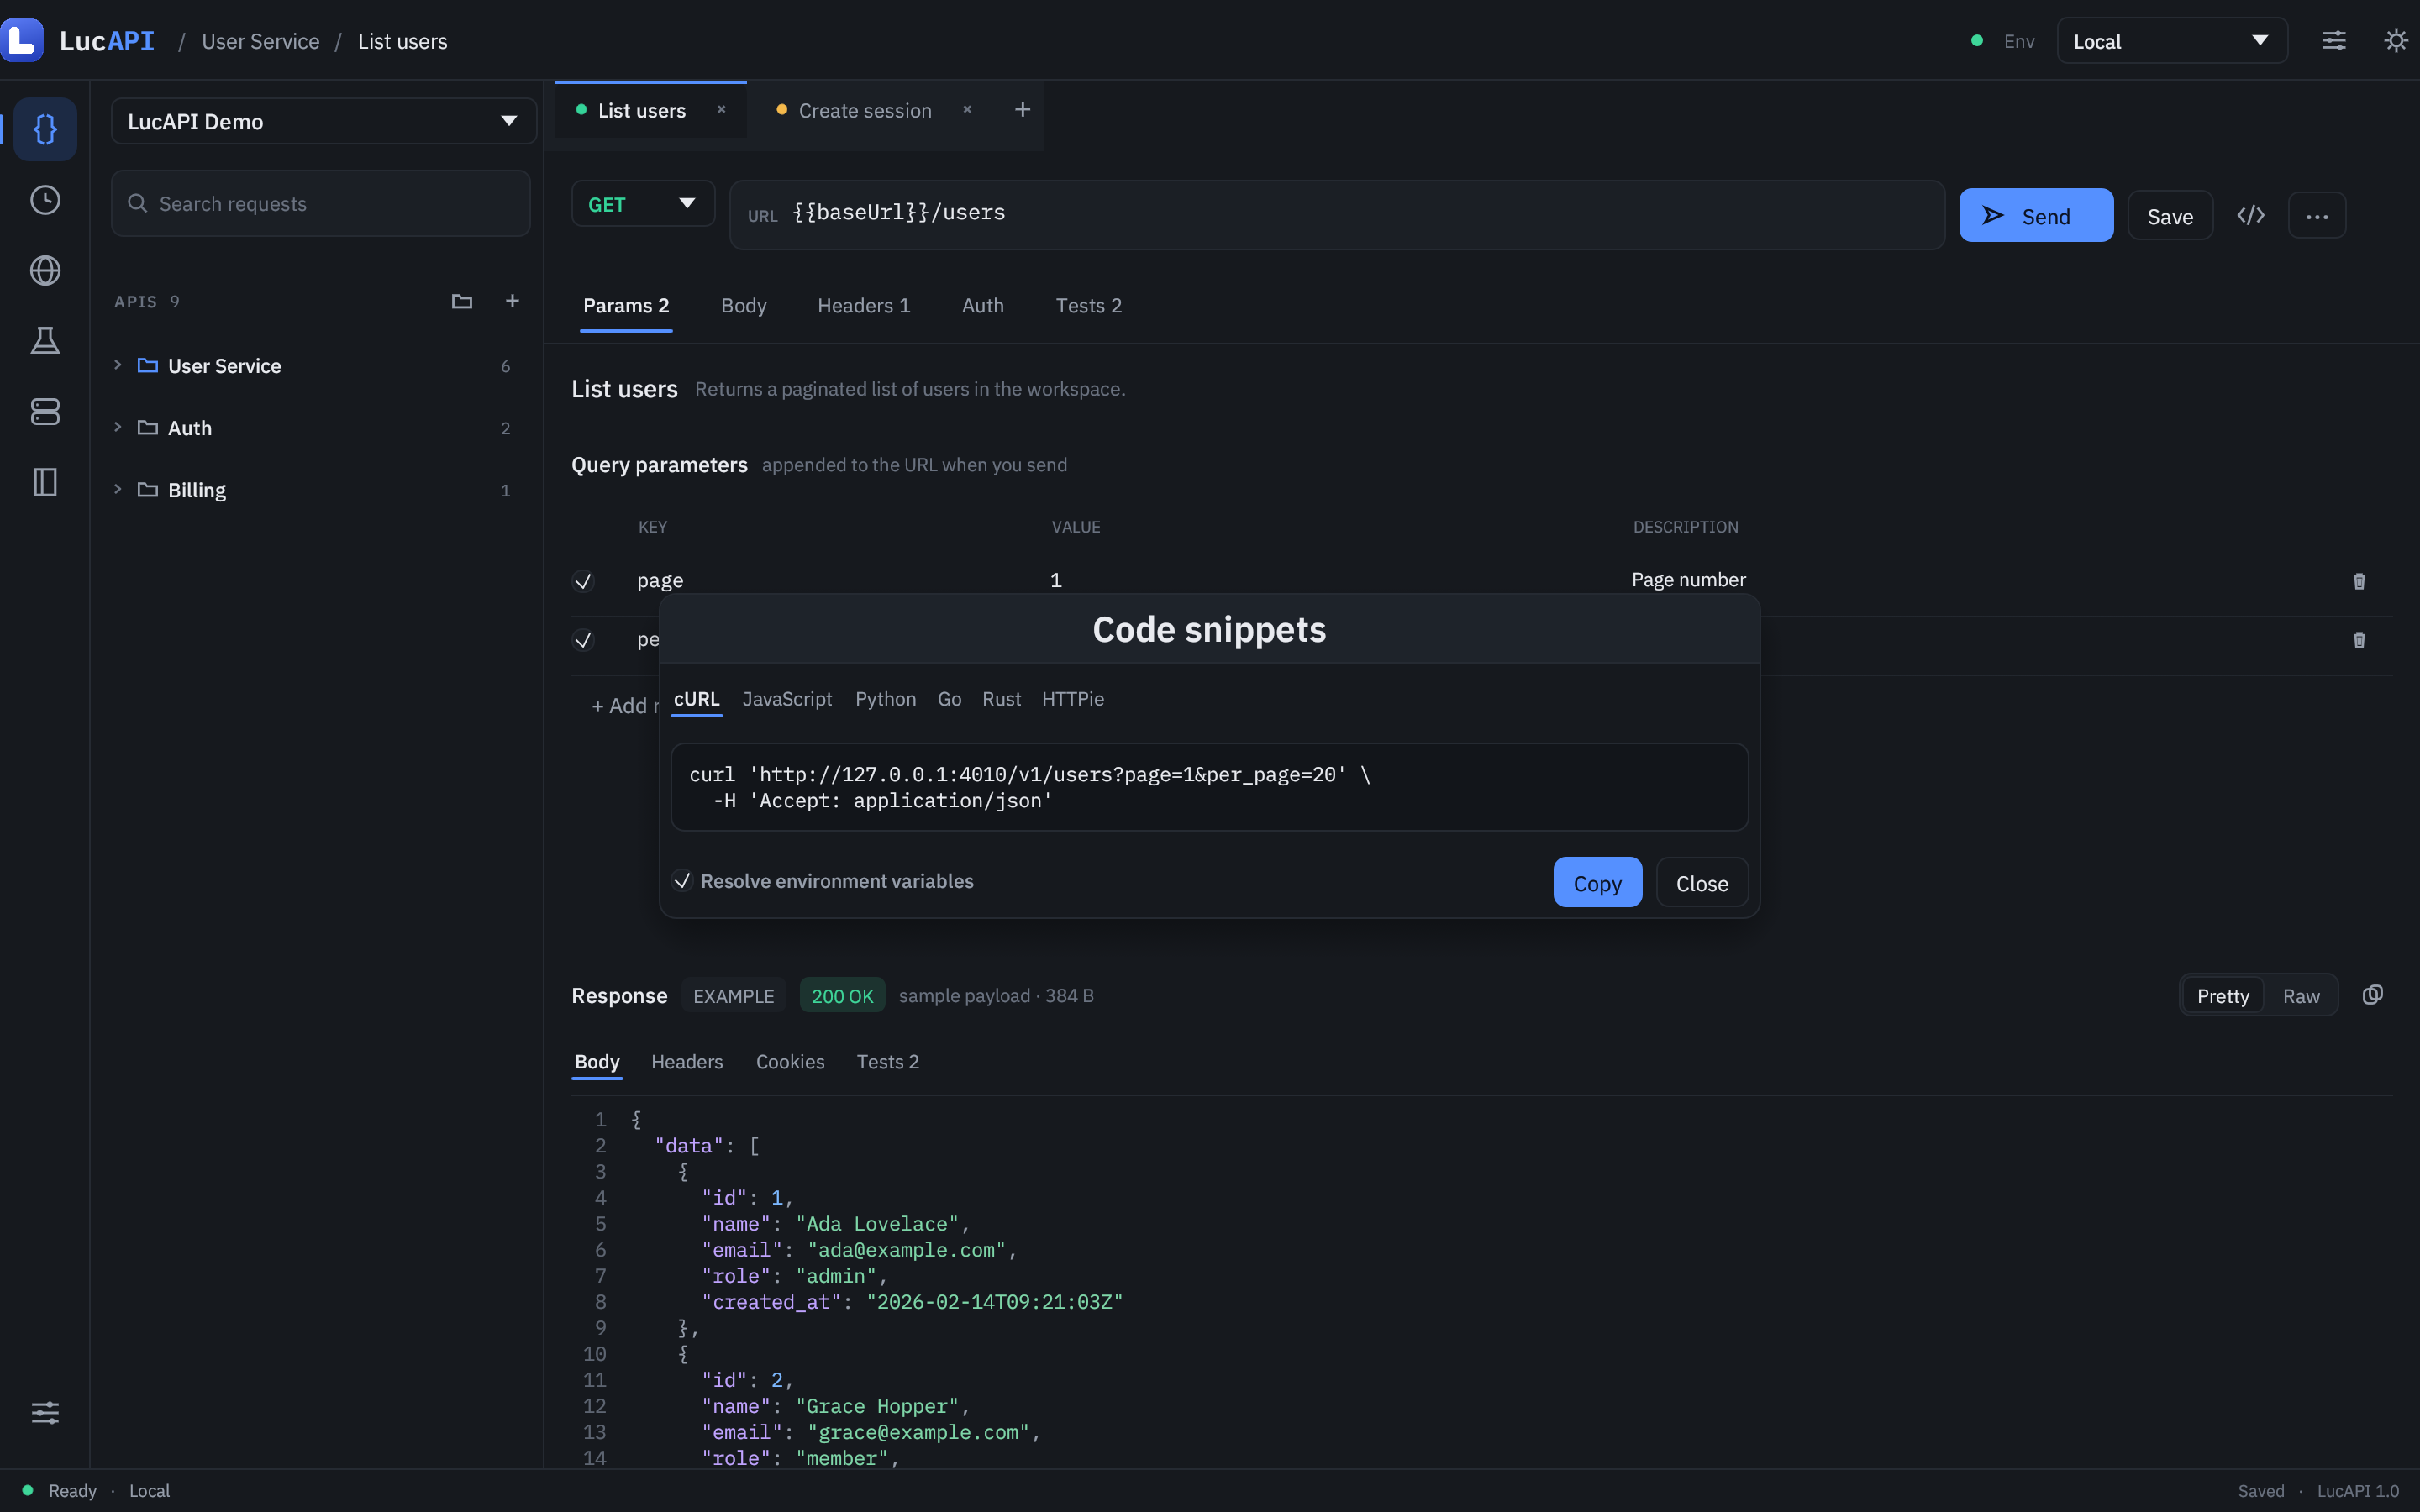 LucAPI / User Service / List users
Env Local
LucAPI Demo
Search requests
APIS 9
User Service 6
Auth 2
Billing 1
List users × Create session × +
GET URL {{baseUrl}}/users Send Save </> ...
Params 2 Body Headers 1 Auth Tests 2
List users Returns a paginated list of users in the workspace.
Query parameters appended to the URL when you send
KEY VALUE DESCRIPTION
page 1 Page number
pe
+ Add r
Code snippets
cURL JavaScript Python Go Rust HTTPie
curl 'http://127.0.0.1:4010/v1/users?page=1&per_page=20' \
-H 'Accept: application/json'
Resolve environment variables Copy Close
Response EXAMPLE 200 OK sample payload · 384 B Pretty Raw
Body Headers Cookies Tests 2
1 {
2 "data": [
3 {
4 "id": 1,
5 "name": "Ada Lovelace",
6 "email": "ada@example.com",
7 "role": "admin",
8 "created_at": "2026-02-14T09:21:03Z"
9 },
10 {
11 "id": 2,
12 "name": "Grace Hopper",
13 "email": "grace@example.com",
14 "role": "member",
Ready · Local
Saved · LucAPI 1.0